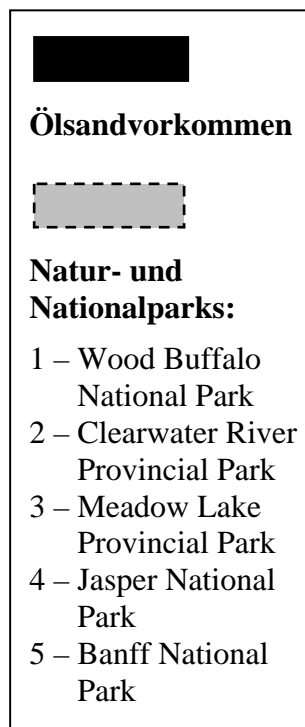 Ölsandvorkommen
Natur- und
Nationalparks:
1 – Wood Buffalo
National Park
2 – Clearwater River
Provincial Park
3 – Meadow Lake
Provincial Park
4 – Jasper National
Park
5 – Banff National
Park